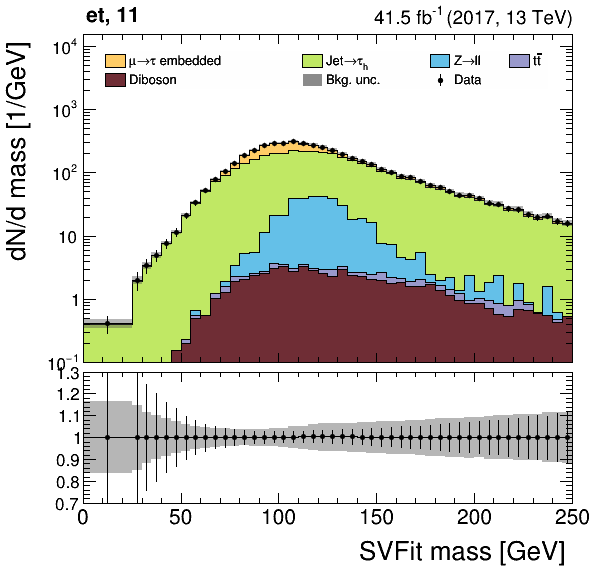 et, 11
41.5 fb⁻¹ (2017, 13 TeV)
dN/d mass [1/GeV]
10⁴
10³
10²
10
1
10⁻¹
μ→τ embedded
Jet→τₕ
Z→ll
tt̄
Diboson
Bkg. unc.
Data
1.3
1.2
1.1
1
0.9
0.8
0.7
0
50
100
150
200
250
SVFit mass [GeV]